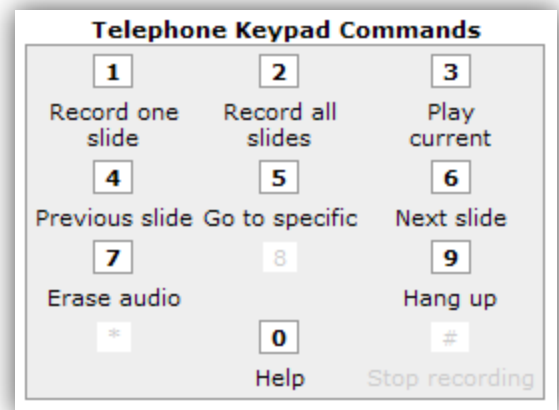 Telephone Keypad Commands
1 2 3
Record one Record all Play
slide slides current
4 5 6
Previous slide Go to specific Next slide
7 8 9
Erase audio Hang up
* 0 #
Help Stop recording